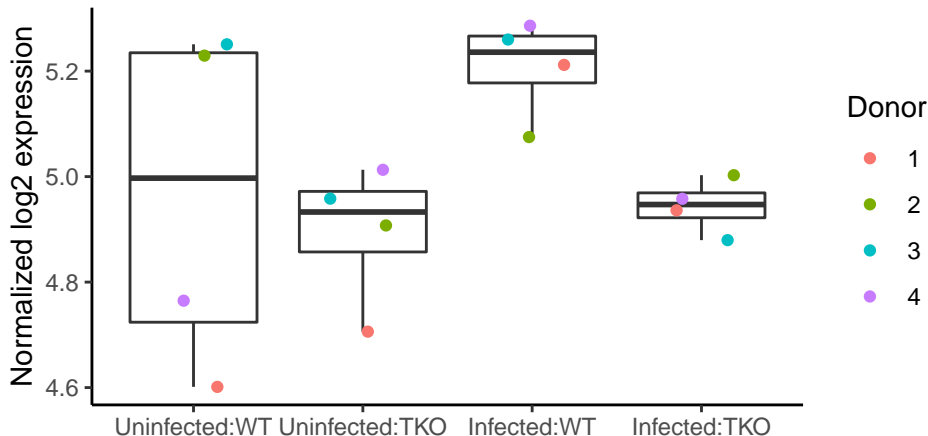 Normalized log2 expression
5.2
5.0
4.8
4.6
Uninfected:WT
Uninfected:TKO
Infected:WT
Infected:TKO
Donor
1
2
3
4